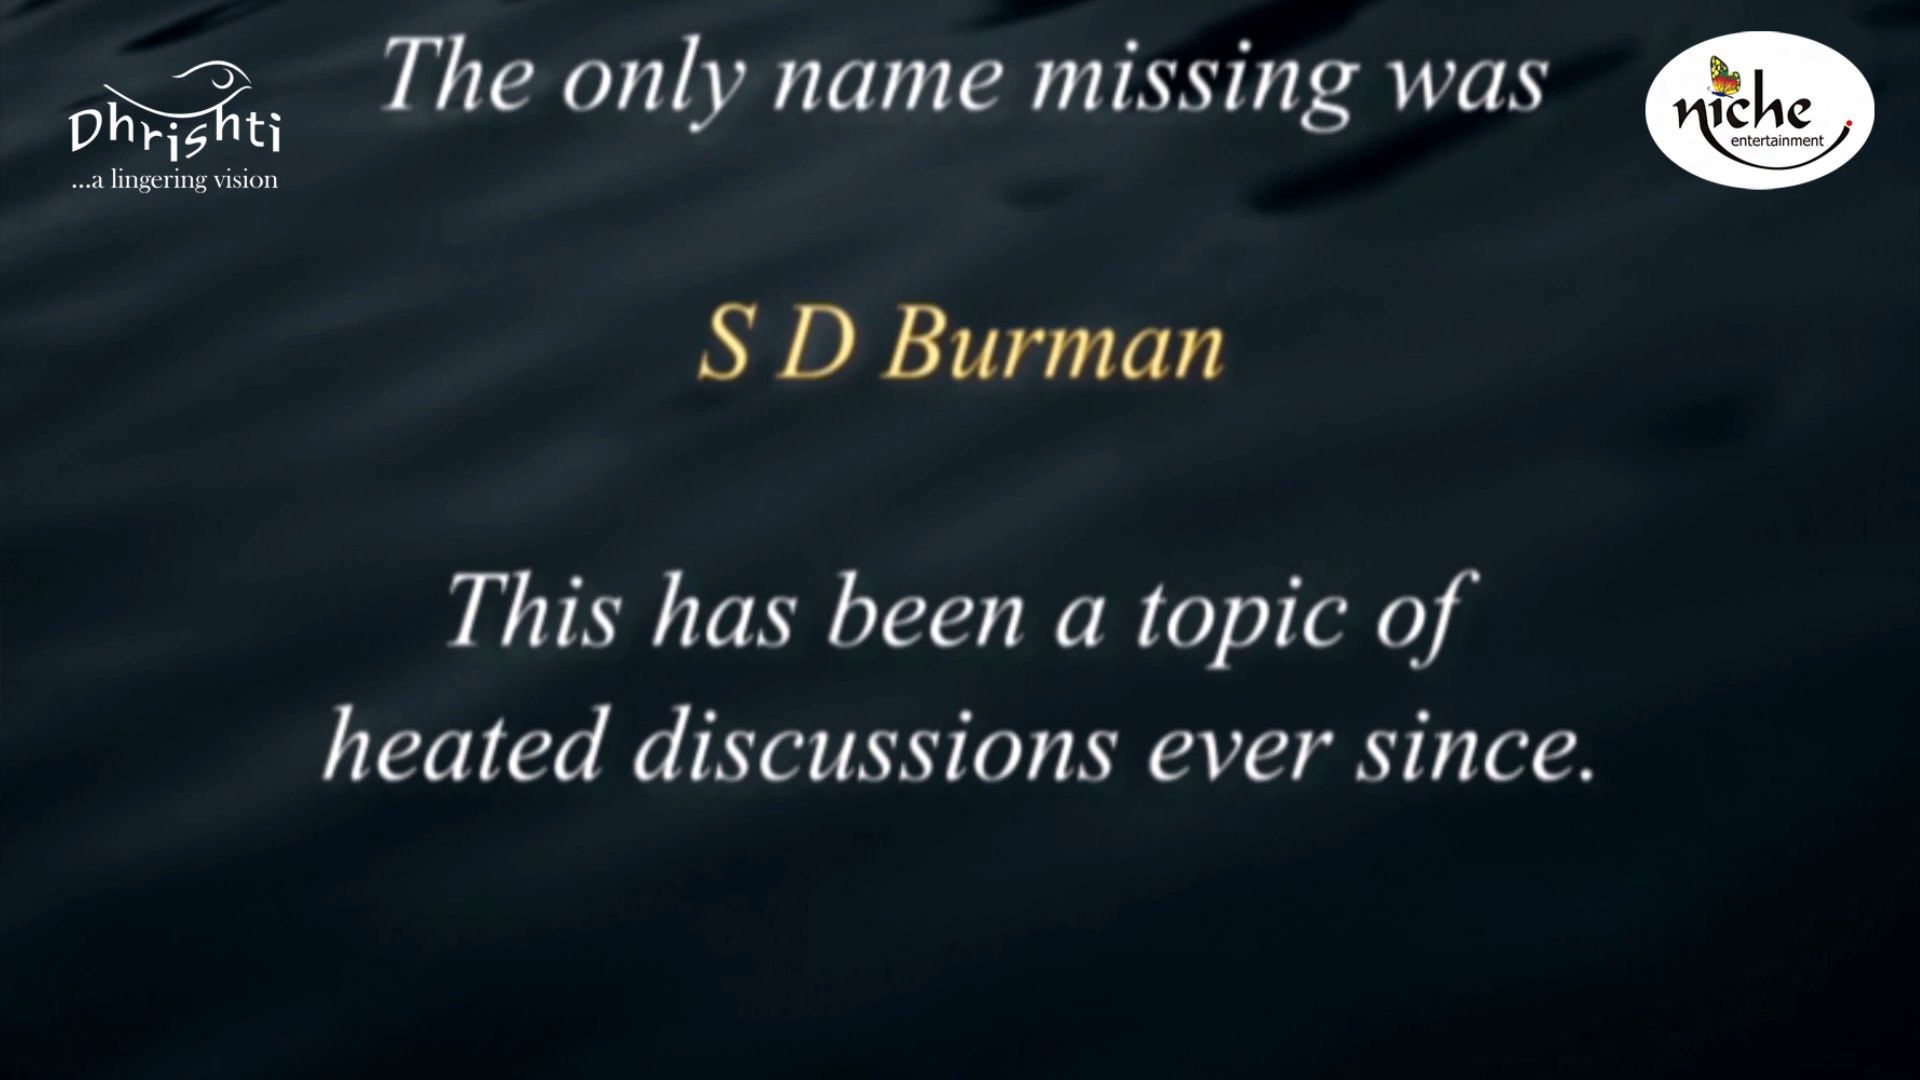 The only name missing was
Dhrishti
...a lingering vision
niche
entertainment
S D Burman
This has been a topic of
heated discussions ever since.